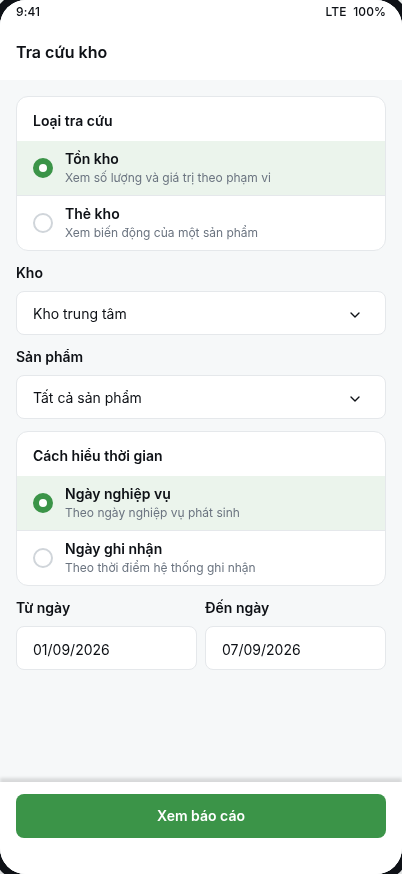 9:41
LTE 100%
Tra cứu kho
Loại tra cứu
Tồn kho
Xem số lượng và giá trị theo phạm vi
Thẻ kho
Xem biến động của một sản phẩm
Kho
Kho trung tâm
Sản phẩm
Tất cả sản phẩm
Cách hiểu thời gian
Ngày nghiệp vụ
Theo ngày nghiệp vụ phát sinh
Ngày ghi nhận
Theo thời điểm hệ thống ghi nhận
Từ ngày
Đến ngày
01/09/2026
07/09/2026
Xem báo cáo